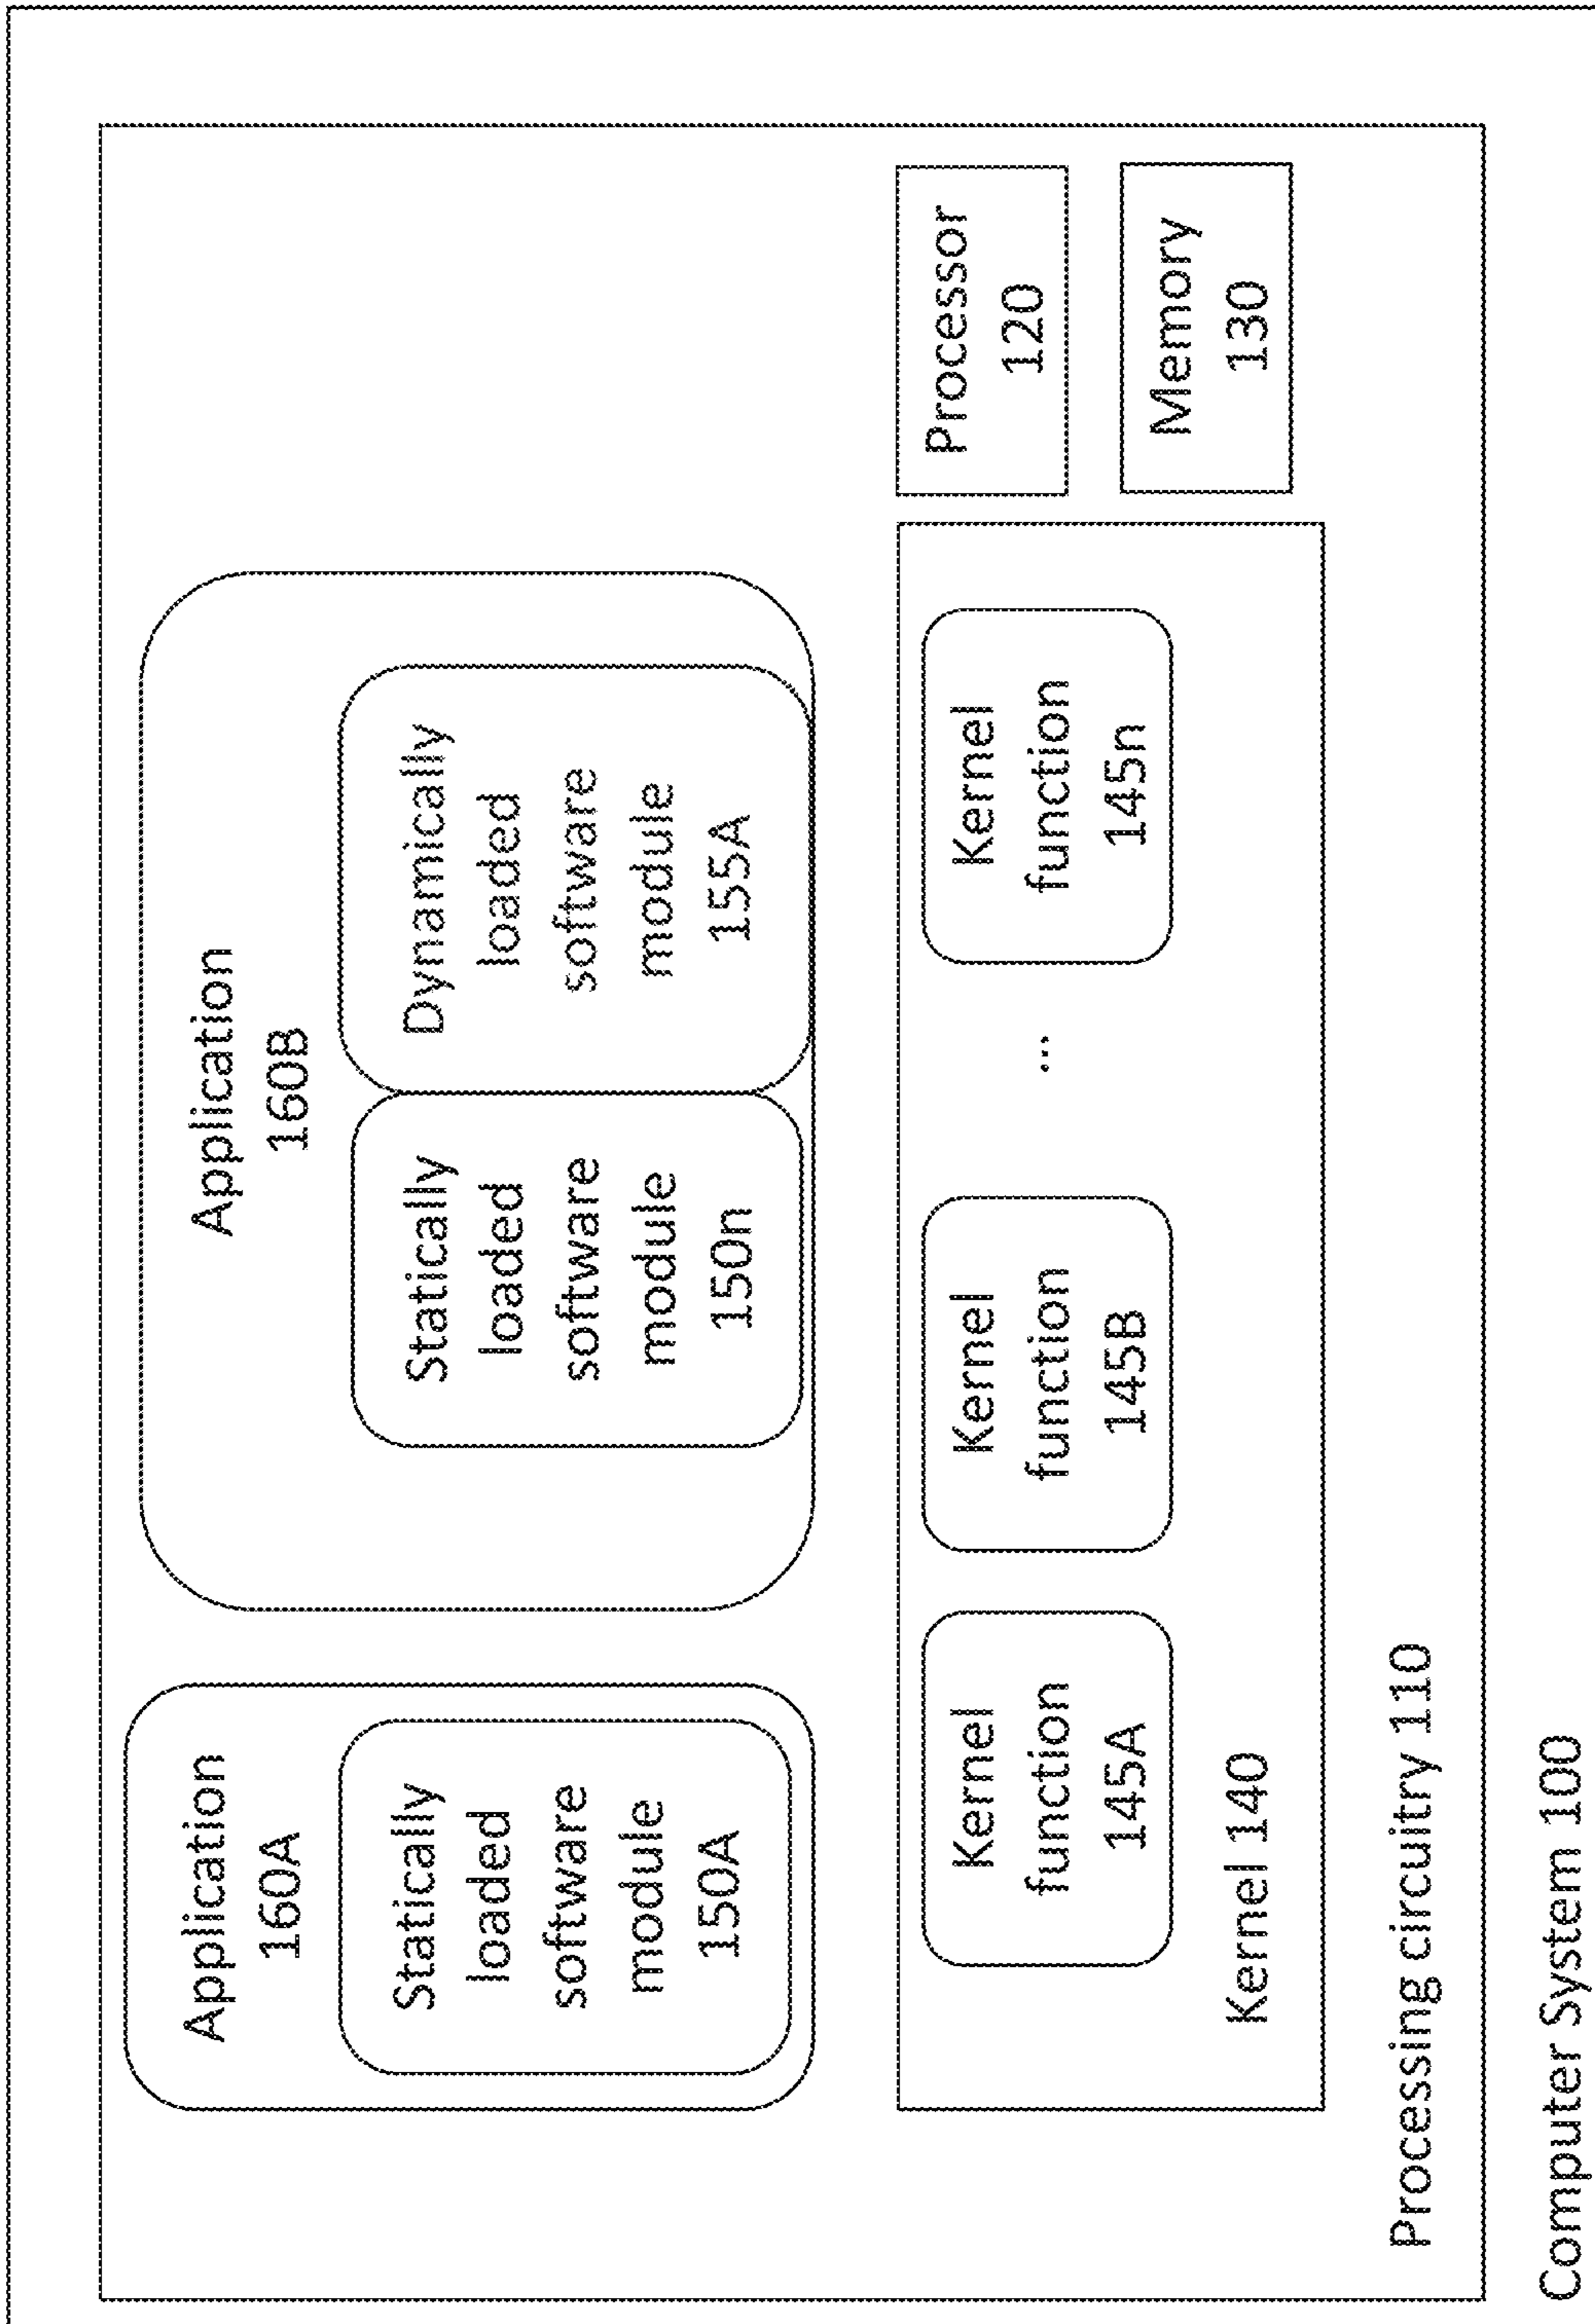 Application
160A
Statically
loaded
software
module
150A
Application
160B
Statically
loaded
software
module
150n
Dynamically
loaded
software
module
155A
Kernel
function
145A
Kernel
function
145B
...
Kernel
function
145n
Kernel 140
Processor
120
Memory
130
Processing circuitry 110
Computer System 100